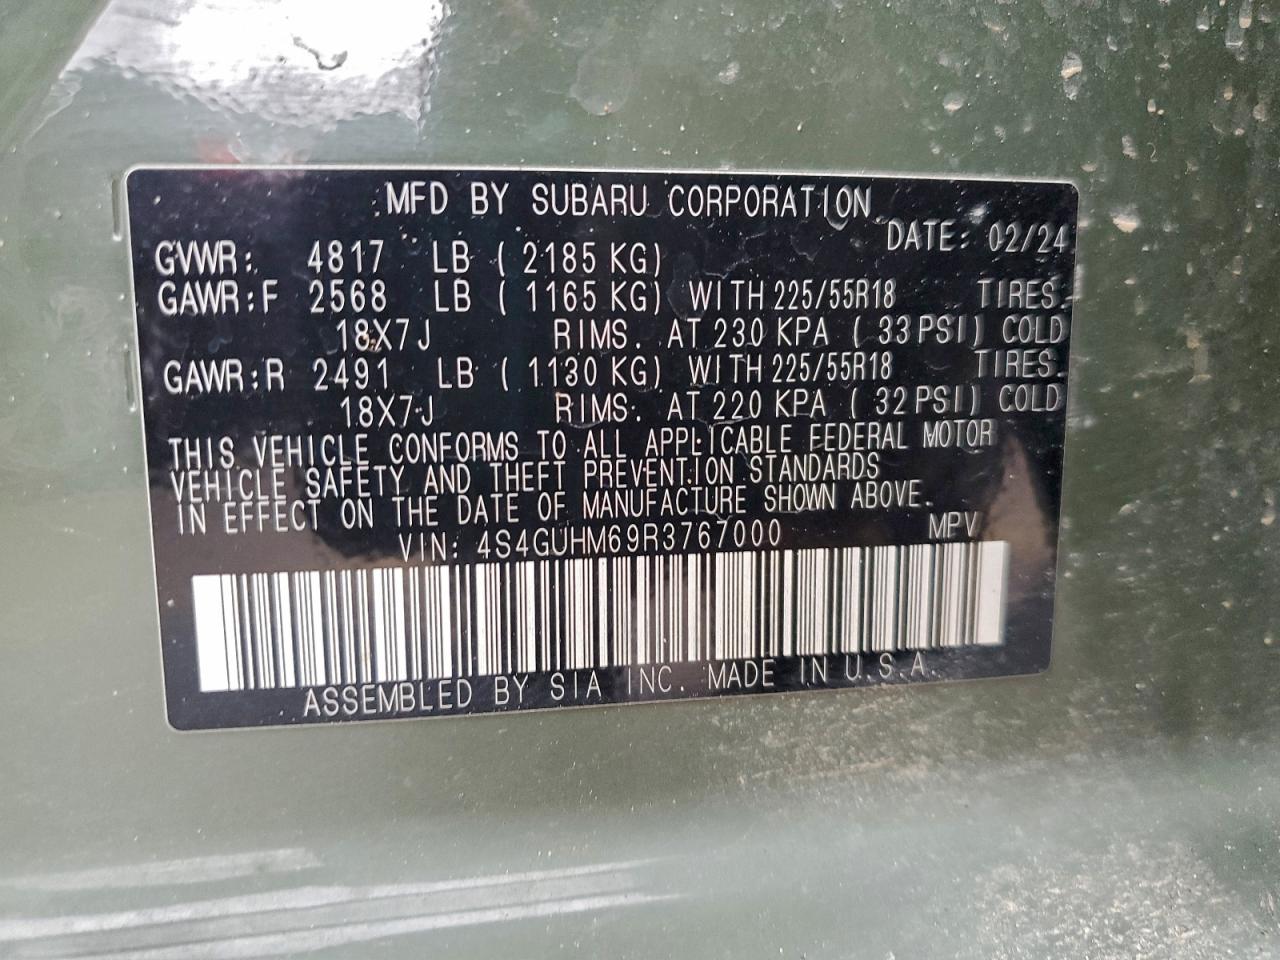 MFD BY SUBARU CORPORATION
DATE: 02/24
GVWR: 4817 LB ( 2185 KG)
GAWR:F 2568 LB ( 1165 KG) WITH 225/55R18 TIRES.
18X7J RIMS. AT 230 KPA ( 33 PSI) COLD
GAWR:R 2491 LB ( 1130 KG) WITH 225/55R18 TIRES.
18X7J RIMS. AT 220 KPA ( 32 PSI) COLD
THIS VEHICLE CONFORMS TO ALL APPLICABLE FEDERAL MOTOR
VEHICLE SAFETY AND THEFT PREVENTION STANDARDS
IN EFFECT ON THE DATE OF MANUFACTURE SHOWN ABOVE.
VIN: 4S4GUHM69R3767000 MPV
ASSEMBLED BY SIA INC. MADE IN U.S.A.